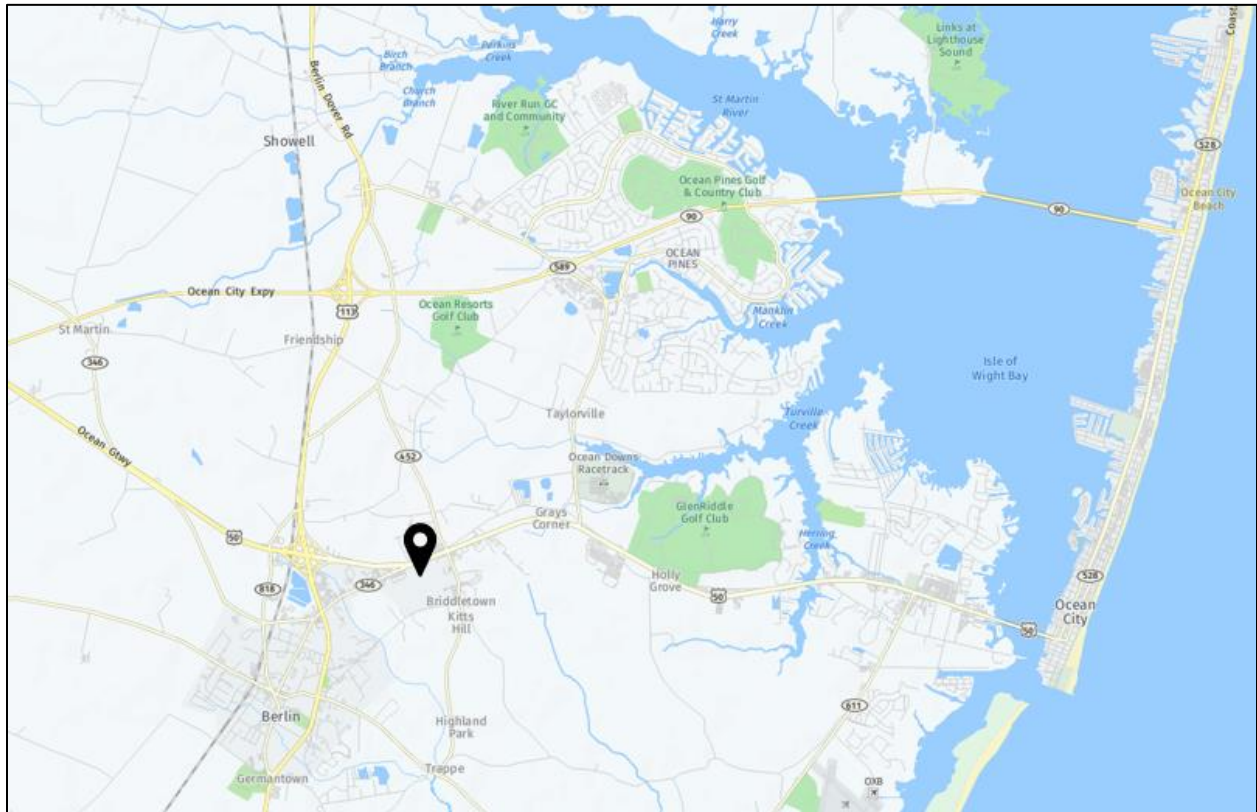 Links at
Lighthouse
Sound
Coas
Harry
Creek
Perkins
Creek
Birch
Branch
Church
Branch
Berlin Dover Rd
River Run GC
and Community
St Martin
River
Showell
528
Ocean Pines Golf
& Country Club
Ocean City
Beach
90
90
OCEAN
PINES
589
Ocean City Expy
Ocean Resorts
Golf Club
113
Manklin
Creek
St Martin
Friendship
346
Isle of
Wight Bay
Taylorville
Turville
Creek
Ocean Gtwy
452
Ocean Downs
Racetrack
GlenRiddle
Golf Club
Grays
Corner
50
Herring
Creek
346
Holly
Grove
528
818
Briddletown
Kitts
Hill
50
Ocean
City
50
611
Berlin
Highland
Park
Trappe
Germantown
OXB